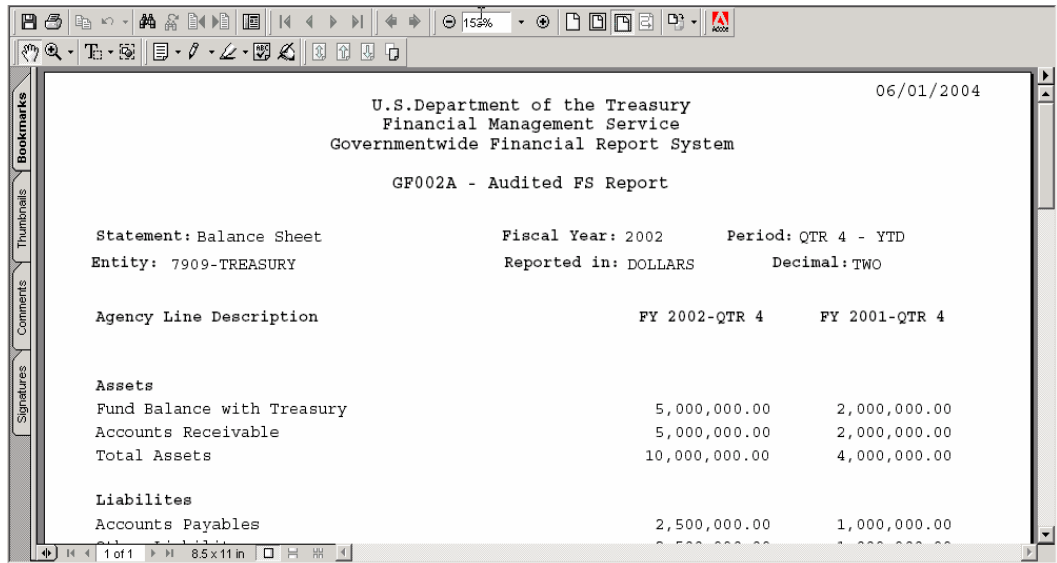 153%
Adobe
Bookmarks
Thumbnails
Comments
Signatures
06/01/2004
U.S.Department of the Treasury
Financial Management Service
Governmentwide Financial Report System
GF002A - Audited FS Report
Statement: Balance Sheet Fiscal Year: 2002 Period: QTR 4 - YTD
Entity: 7909-TREASURY Reported in: DOLLARS Decimal: TWO
Agency Line Description FY 2002-QTR 4 FY 2001-QTR 4
Assets
Fund Balance with Treasury 5,000,000.00 2,000,000.00
Accounts Receivable 5,000,000.00 2,000,000.00
Total Assets 10,000,000.00 4,000,000.00
Liabilites
Accounts Payables 2,500,000.00 1,000,000.00
1 of 1 8.5 x 11 in